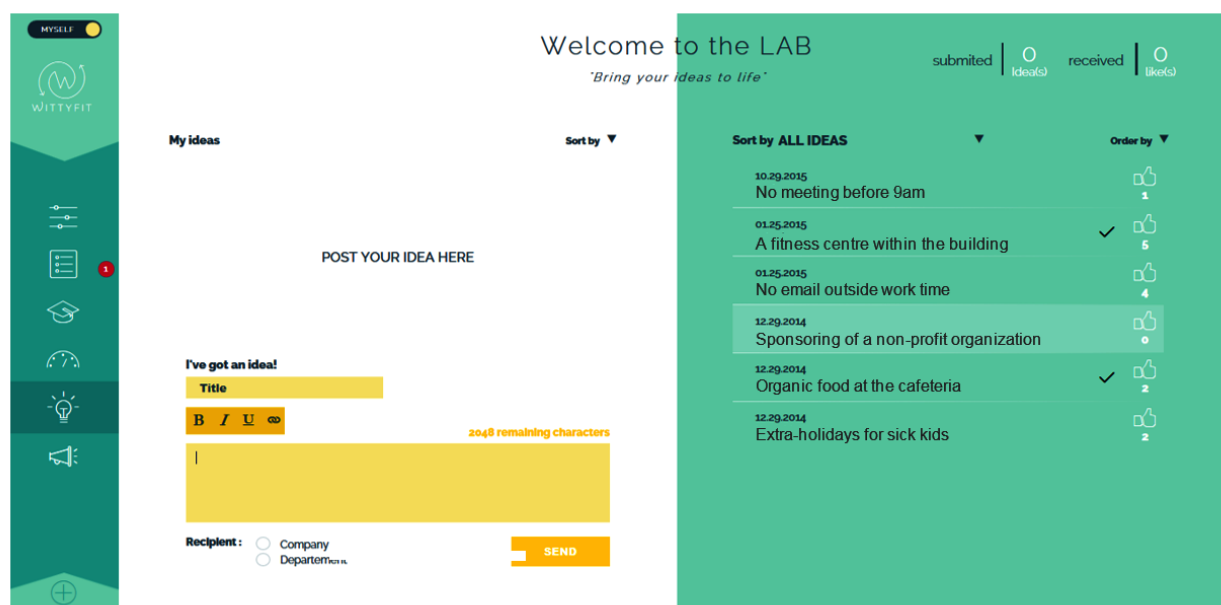 MYSELF
WITTYFIT
1
Welcome to the LAB
"Bring your ideas to life"
submited 0 Idea(s) received 0 like(s)
My ideas Sort by
POST YOUR IDEA HERE
I've got an idea!
Title
B I U
2048 remaining characters
Recipient :
Company
SEND
Sort by ALL IDEAS Order by
10.29.2015
No meeting before 9am
1
01.25.2015
A fitness centre within the building
5
01.25.2015
No email outside work time
4
12.29.2014
Sponsoring of a non-profit organization
0
12.29.2014
Organic food at the cafeteria
2
12.29.2014
Extra-holidays for sick kids
2